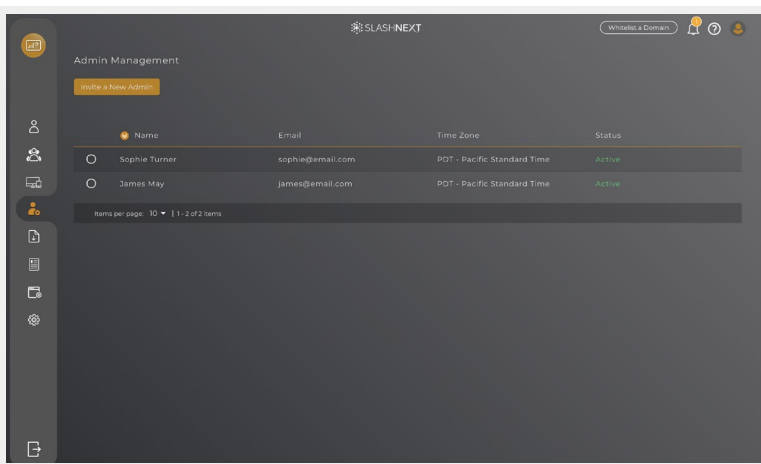 SLASHNEXT
Whitelist a Domain
1
Admin Management
Invite a New Admin
Name Email Time Zone Status
Sophie Turner sophie@email.com PDT - Pacific Standard Time Active
James May james@email.com PDT - Pacific Standard Time Active
Items per page: 10 | 1 - 2 of 2 Items